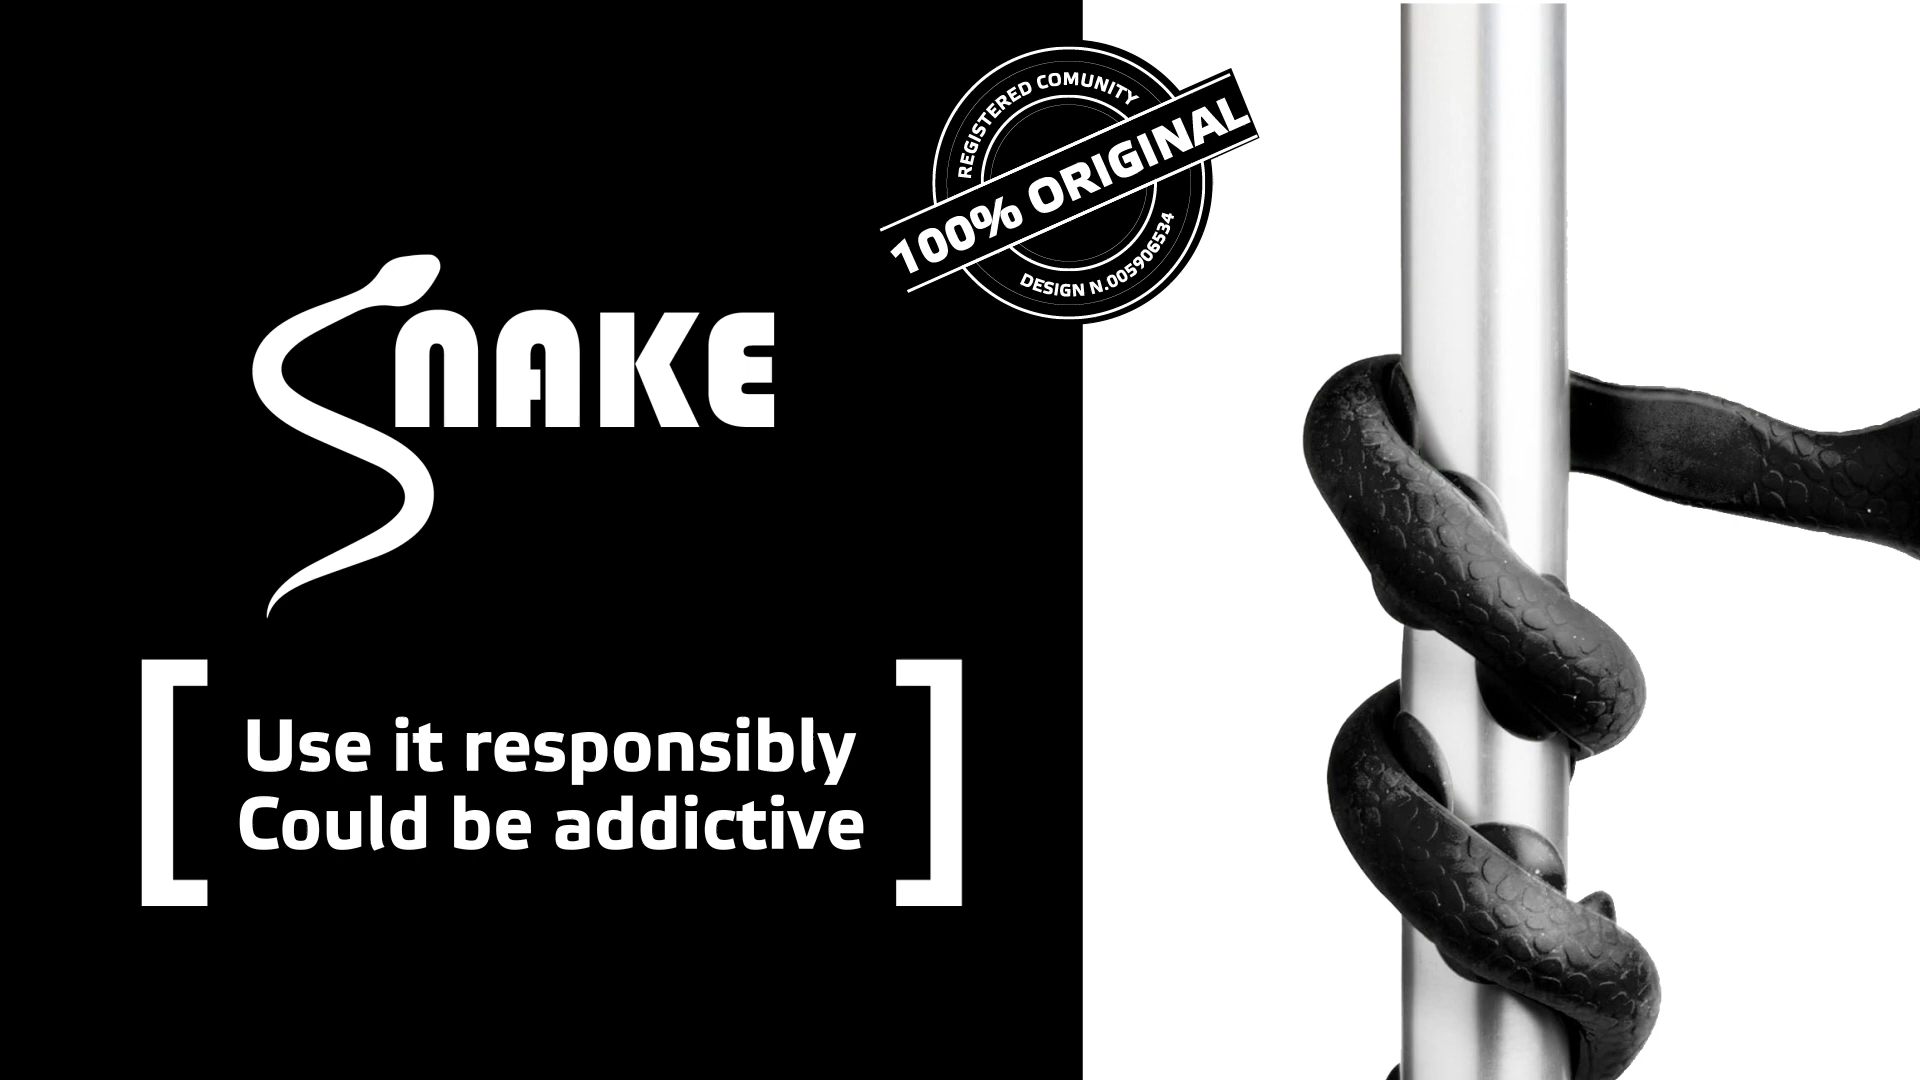 REGISTERED COMUNITY
100% ORIGINAL
DESIGN N.005906534
SNAKE
Use it responsibly
Could be addictive